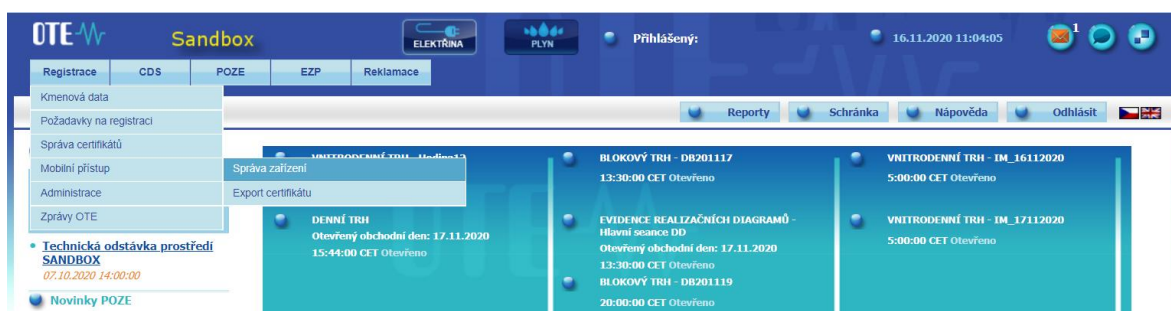 OTE
Sandbox
ELEKTŘINA
PLYN
Přihlášený:
16.11.2020 11:04:05
1
Registrace
CDS
POZE
EZP
Reklamace
Kmenová data
Požadavky na registraci
Správa certifikátů
Mobilní přístup
Administrace
Zprávy OTE
Správa zařízení
Export certifikátu
Reporty
Schránka
Nápověda
Odhlásit
Technická odstávka prostředí
SANDBOX
07.10.2020 14:00:00
Novinky POZE
VNITRODENNÍ TRH - Hodina12
DENNÍ TRH
Otevřený obchodní den: 17.11.2020
15:44:00 CET Otevřeno
BLOKOVÝ TRH - DB201117
13:30:00 CET Otevřeno
EVIDENCE REALIZAČNÍCH DIAGRAMŮ -
Hlavní seance DD
Otevřený obchodní den: 17.11.2020
13:30:00 CET Otevřeno
BLOKOVÝ TRH - DB201119
20:00:00 CET Otevřeno
VNITRODENNÍ TRH - IM_16112020
5:00:00 CET Otevřeno
VNITRODENNÍ TRH - IM_17112020
5:00:00 CET Otevřeno